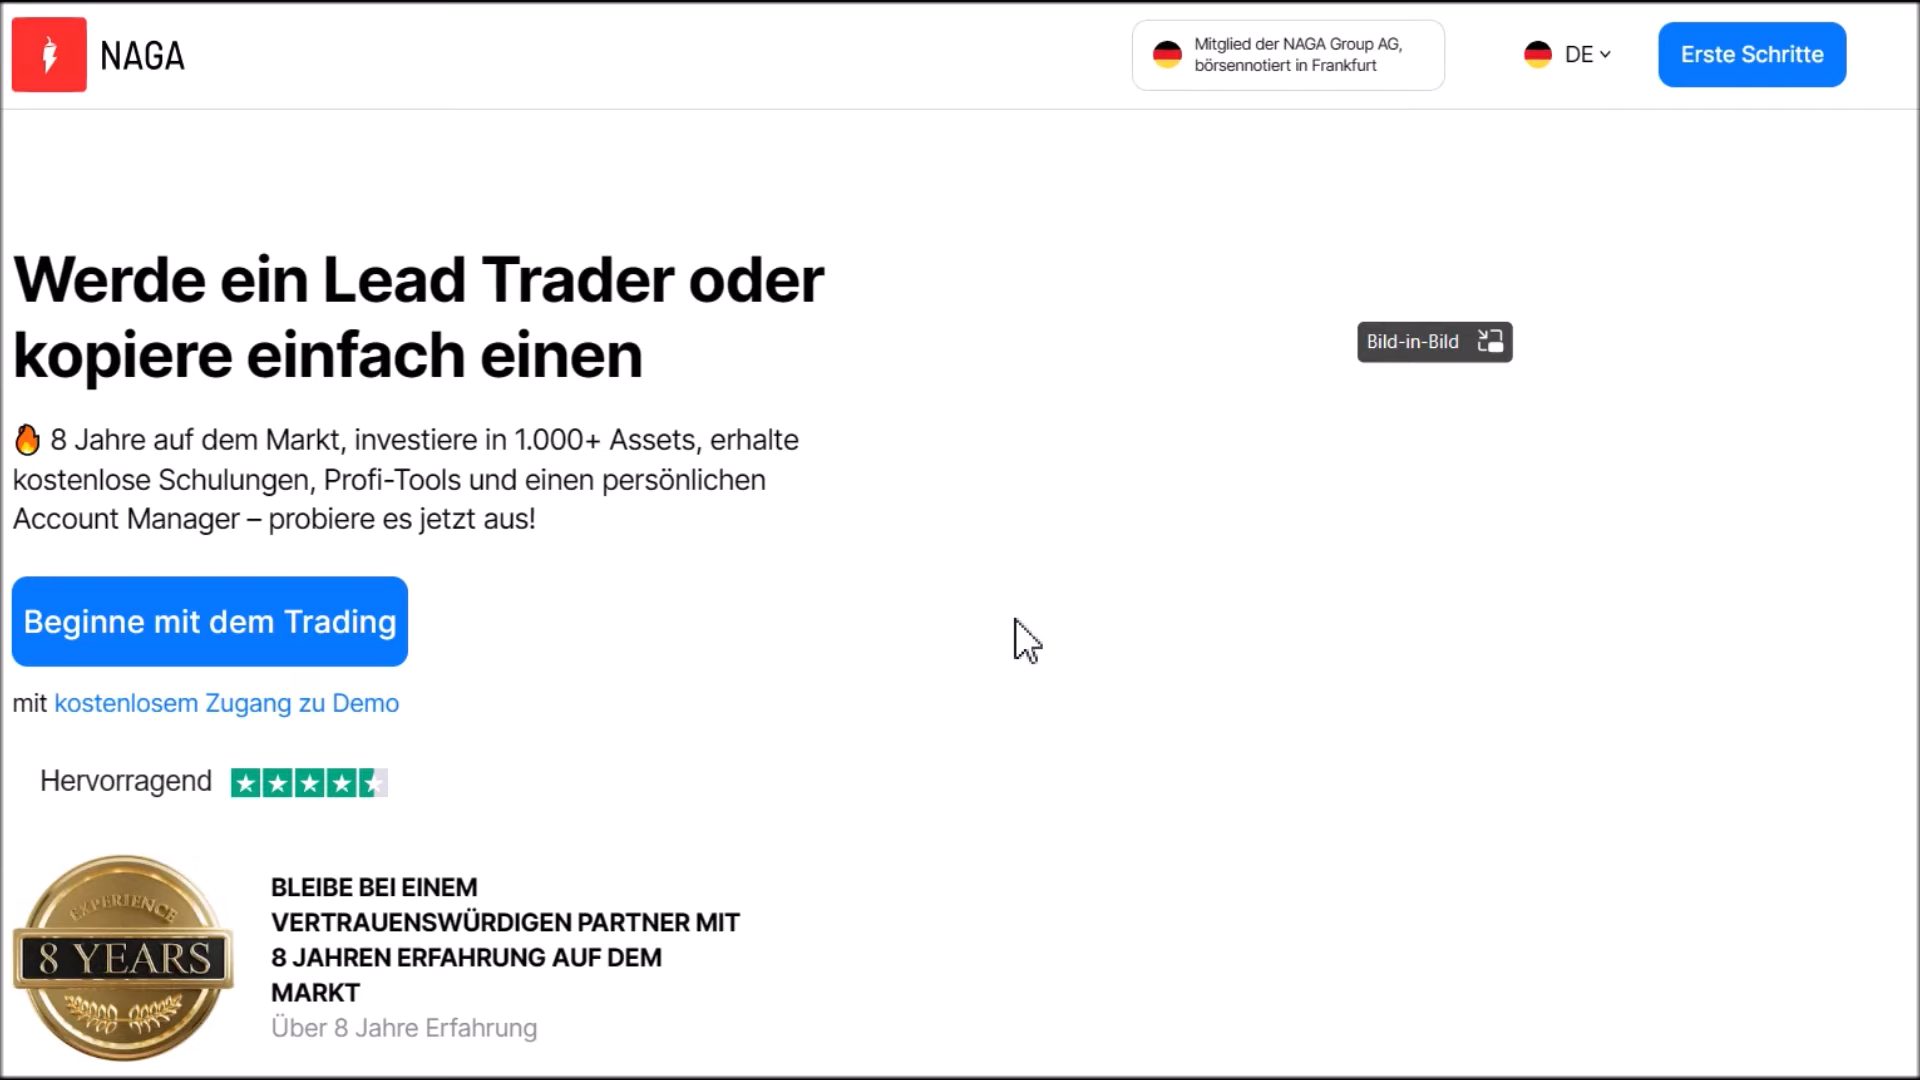 NAGA
Mitglied der NAGA Group AG,
börsennotiert in Frankfurt
DE
Erste Schritte
Werde ein Lead Trader oder
kopiere einfach einen
Bild-in-Bild
🔥 8 Jahre auf dem Markt, investiere in 1.000+ Assets, erhalte
kostenlose Schulungen, Profi-Tools und einen persönlichen
Account Manager – probiere es jetzt aus!
Beginne mit dem Trading
mit kostenlosem Zugang zu Demo
Hervorragend
EXPERIENCE
8 YEARS
BLEIBE BEI EINEM
VERTRAUENSWÜRDIGEN PARTNER MIT
8 JAHREN ERFAHRUNG AUF DEM
MARKT
Über 8 Jahre Erfahrung